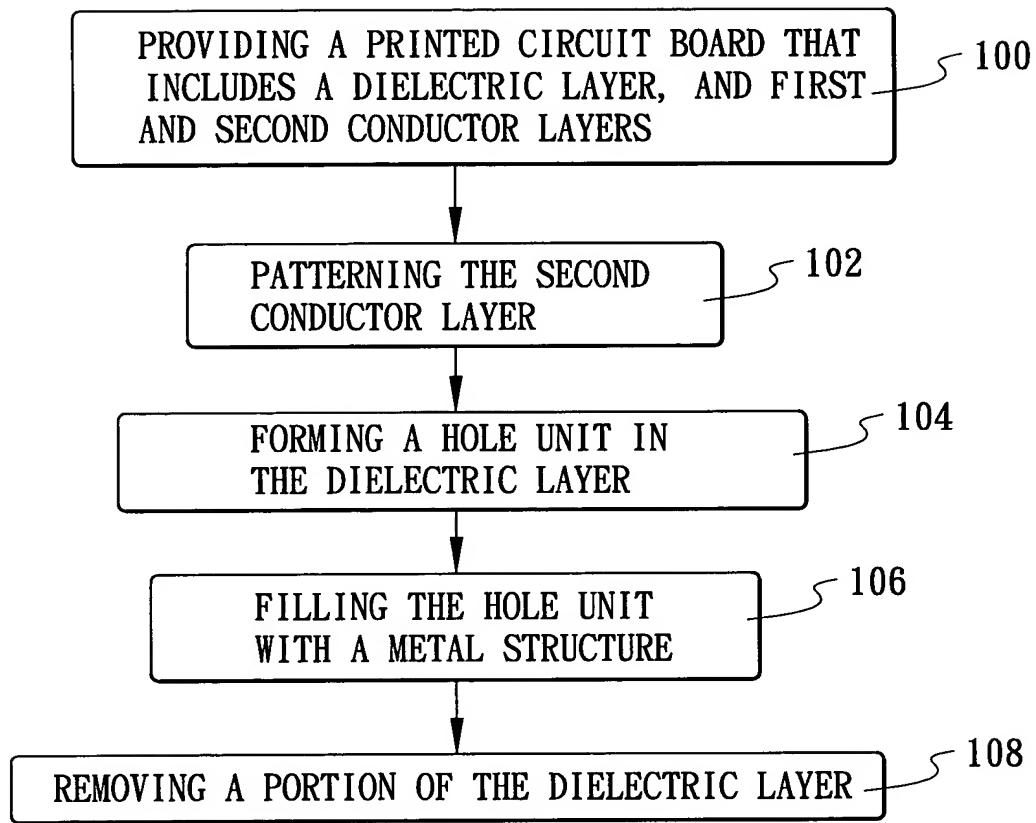 PROVIDING A PRINTED CIRCUIT BOARD THAT
INCLUDES A DIELECTRIC LAYER, AND FIRST
AND SECOND CONDUCTOR LAYERS
100
PATTERNING THE SECOND
CONDUCTOR LAYER
102
FORMING A HOLE UNIT IN
THE DIELECTRIC LAYER
104
FILLING THE HOLE UNIT
WITH A METAL STRUCTURE
106
REMOVING A PORTION OF THE DIELECTRIC LAYER
108